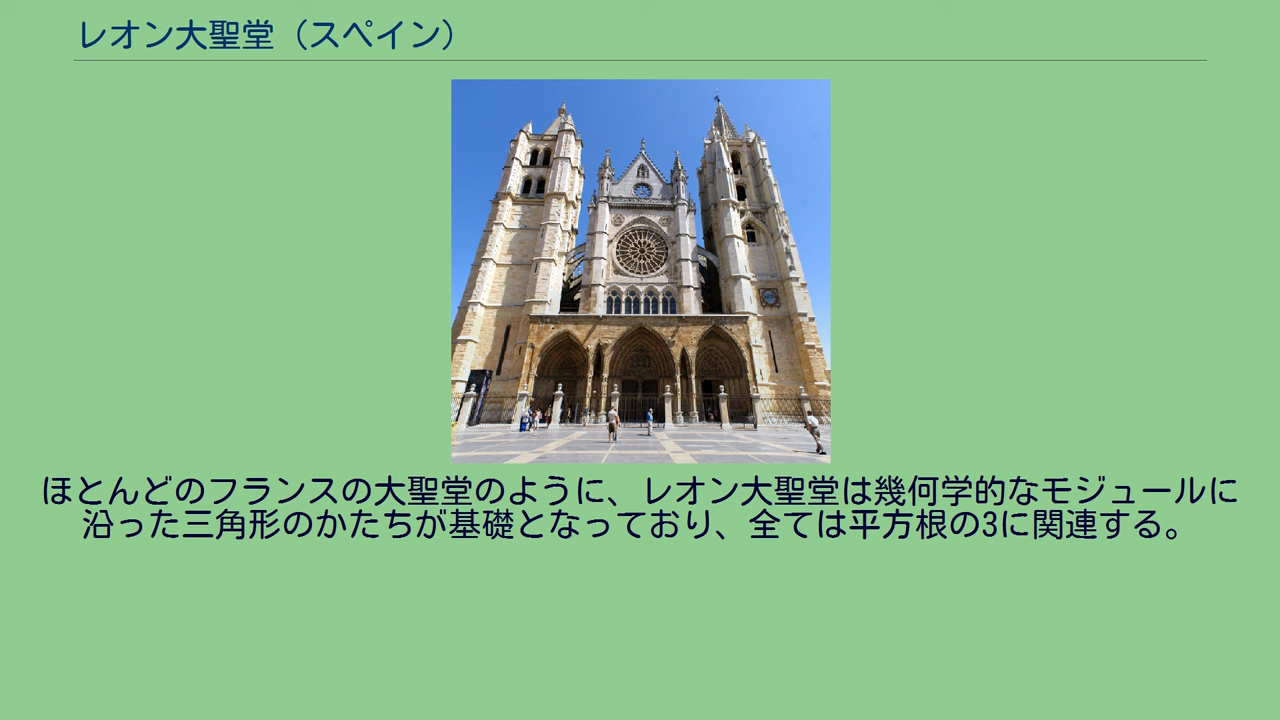 レオン大聖堂（スペイン）
ほとんどのフランスの大聖堂のように、レオン大聖堂は幾何学的なモジュールに
沿った三角形のかたちが基礎となっており、全ては平方根の3に関連する。